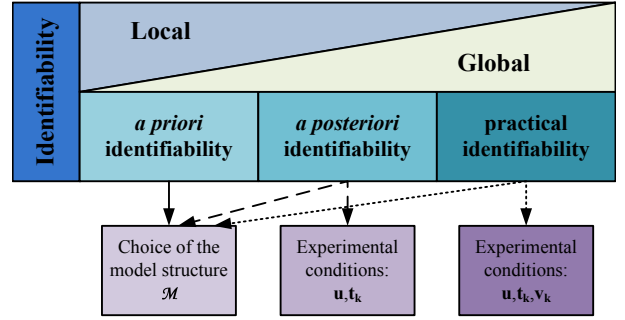 Identifiability
Local
Global
a priori
identifiability
a posteriori
identifiability
practical
identifiability
Choice of the
model structure
ℳ
Experimental
conditions:
u,tₖ
Experimental
conditions:
u,tₖ,vₖ